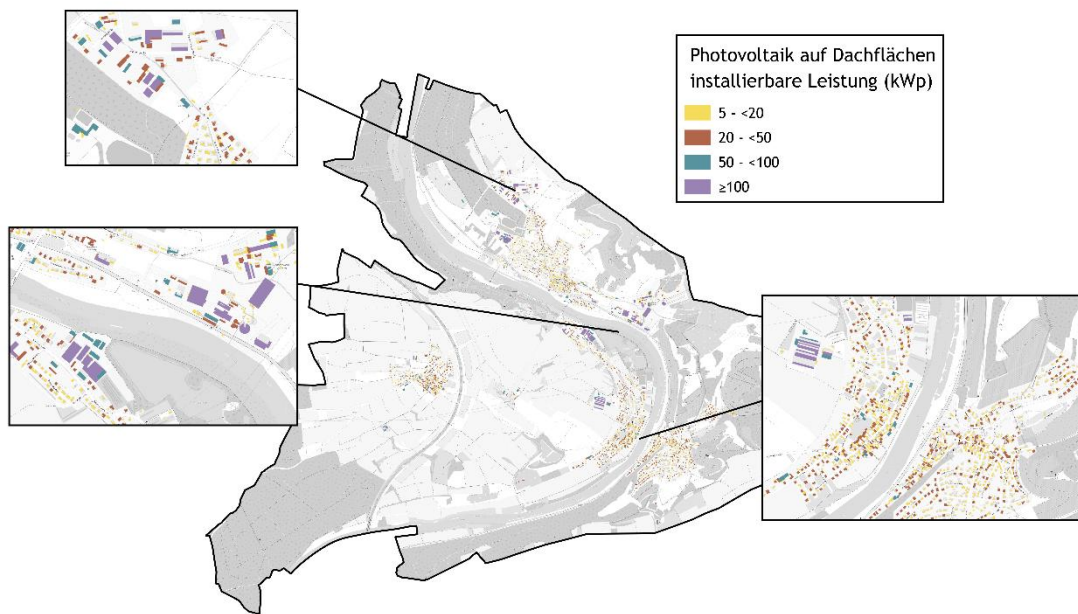 Photovoltaik auf Dachflächen
installierbare Leistung (kWp)
5 - <20
20 - <50
50 - <100
≥100